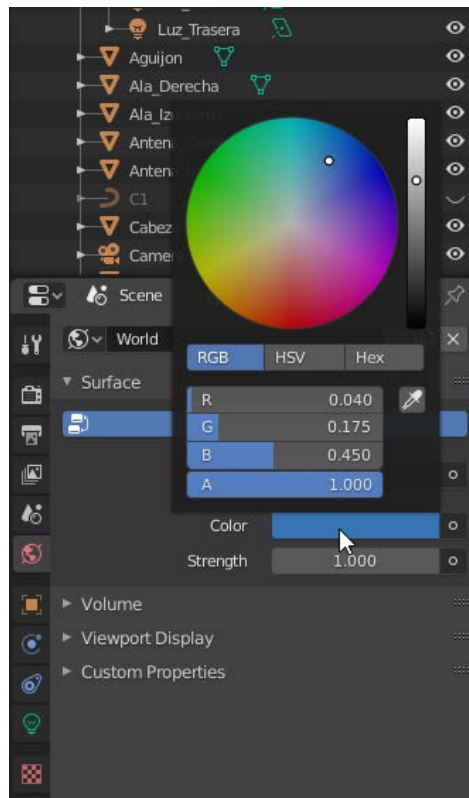 Luz_Trasera
Aguijon
Ala_Derecha
Ala_Iz
Anten
Anten
C1
Cabez
Came
Scene
World
Surface
RGB HSV Hex
R 0.040
G 0.175
B 0.450
A 1.000
Color
Strength 1.000
Volume
Viewport Display
Custom Properties